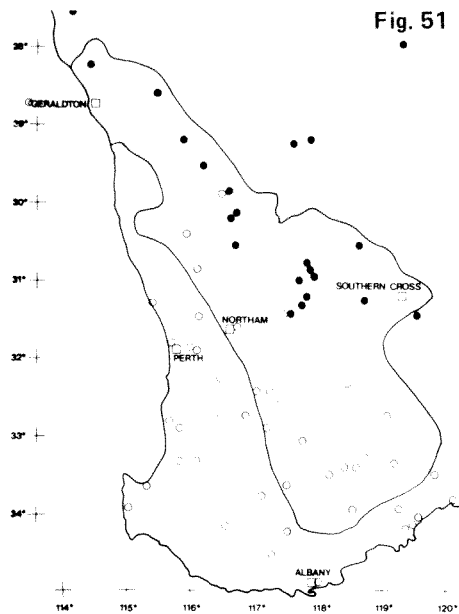 Fig. 51
28°
GERALDTON
29°
30°
31°
SOUTHERN CROSS
NORTHAM
32°
PERTH
33°
34°
ALBANY
114° 115° 116° 117° 118° 119° 120°